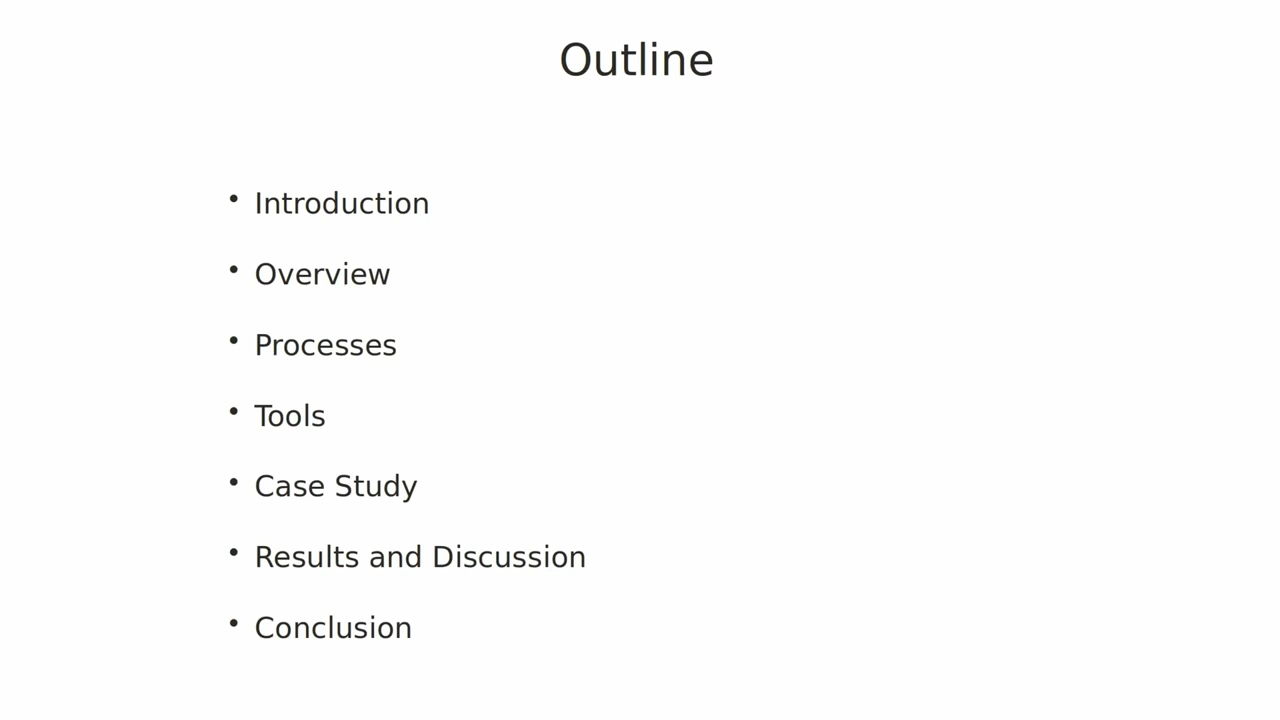 Outline
• Introduction
• Overview
• Processes
• Tools
• Case Study
• Results and Discussion
• Conclusion